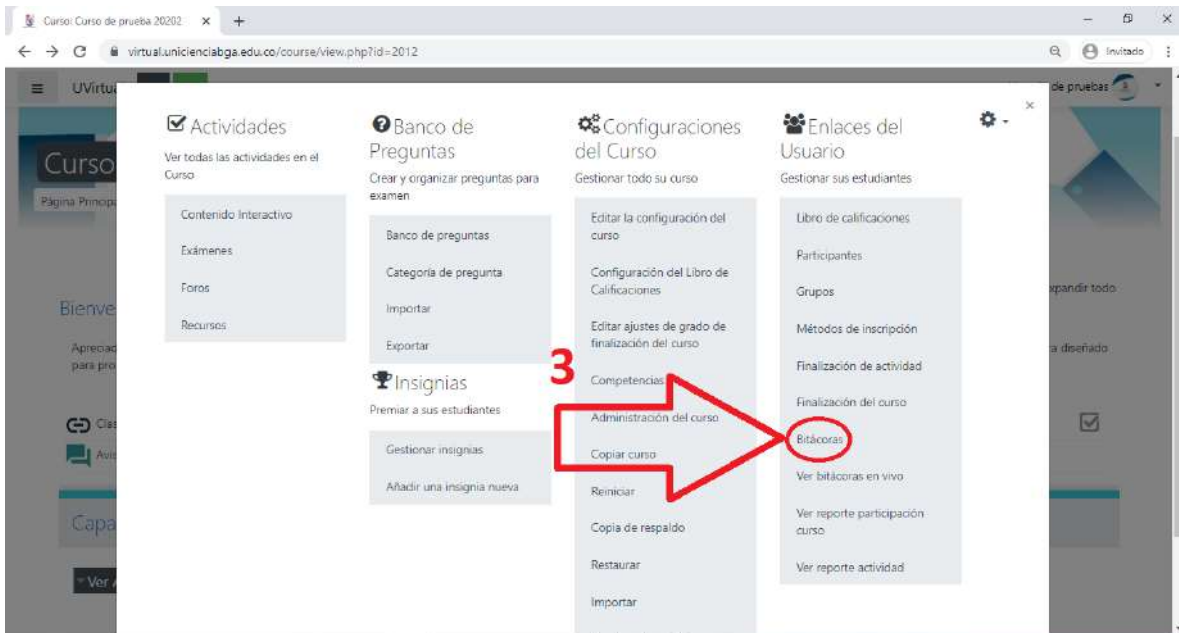 Curso: Curso de prueba 20202
virtual.unicienciabga.edu.co/course/view.php?id=2012
Invitado
UVirtua
de pruebas
Curso
Página Principa
Actividades
Ver todas las actividades en el
Curso
Contenido Interactivo
Exámenes
Foros
Recursos
Banco de
Preguntas
Crear y organizar preguntas para
examen
Banco de preguntas
Categoría de pregunta
Importar
Exportar
Insignias
Premiar a sus estudiantes
Gestionar insignias
Añadir una insignia nueva
Configuraciones
del Curso
Gestionar todo su curso
Editar la configuración del
curso
Configuración del Libro de
Calificaciones
Editar ajustes de grado de
finalización del curso
3
Competencias
Administración del curso
Copiar curso
Reiniciar
Copia de respaldo
Restaurar
Importar
Enlaces del
Usuario
Gestionar sus estudiantes
Libro de calificaciones
Participantes
Grupos
Métodos de inscripción
Finalización de actividad
Finalización del curso
Bitácoras
Ver bitácoras en vivo
Ver reporte participación
curso
Ver reporte actividad
Bienve
Apreciad
para pro
Clas
Avis
Capa
Ver A
xpandir todo
a diseñado